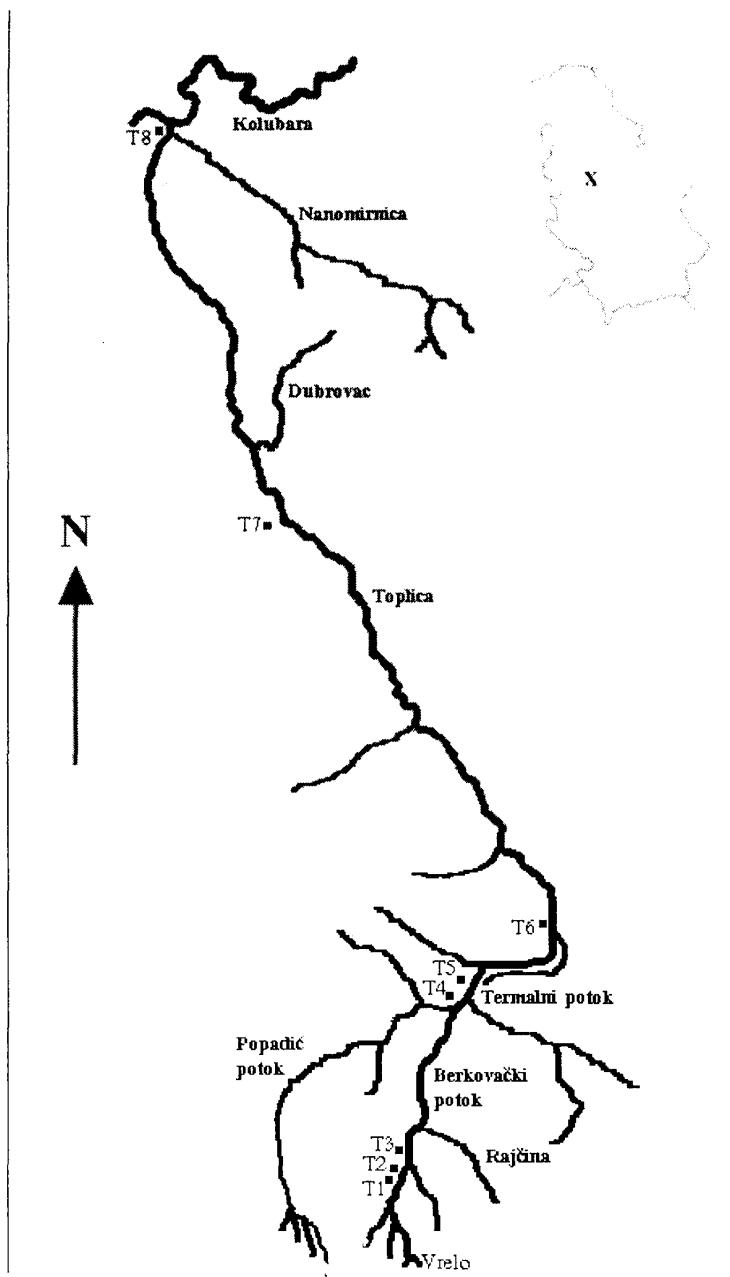 Kolubara
T8
X
Nanomirnica
Dubrovac
N
T7
Toplica
T6
T5
T4
Termalni potok
Popadić
potok
Berkovački
potok
T3
T2
Rajčina
T1
Vrelo